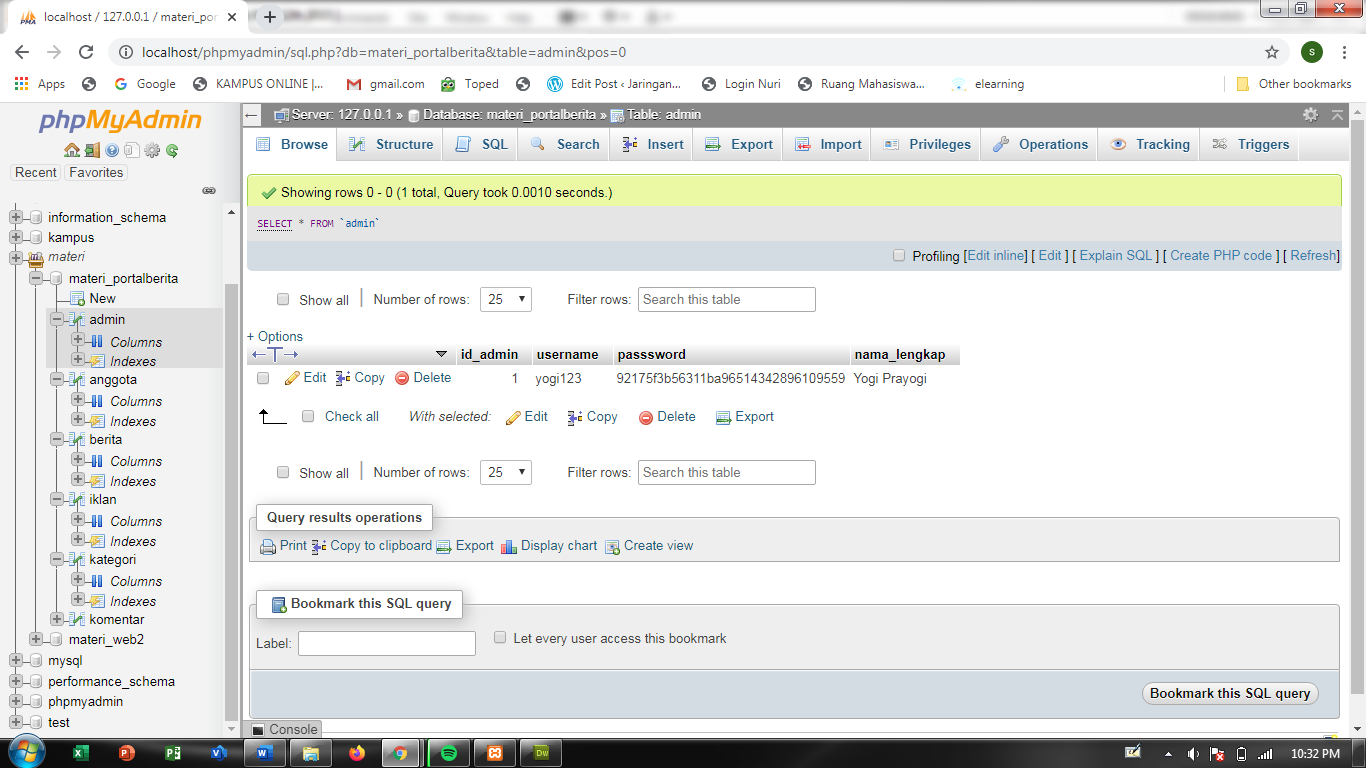 localhost / 127.0.0.1 / materi_por
localhost/phpmyadmin/sql.php?db=materi_portalberita&table=admin&pos=0
S
Apps
Google
KAMPUS ONLINE |...
gmail.com
Toped
Edit Post ‹ Jaringan...
Login Nuri
Ruang Mahasiswa...
elearning
Other bookmarks
phpMyAdmin
Recent
Favorites
information_schema
kampus
materi
materi_portalberita
New
admin
Columns
Indexes
anggota
Columns
Indexes
berita
Columns
Indexes
iklan
Columns
Indexes
kategori
Columns
Indexes
komentar
materi_web2
mysql
performance_schema
phpmyadmin
test
Server: 127.0.0.1 » Database: materi_portalberita » Table: admin
Browse Structure SQL Search Insert Export Import Privileges Operations Tracking Triggers
Showing rows 0 - 0 (1 total, Query took 0.0010 seconds.)
SELECT * FROM `admin`
Profiling [Edit inline] [ Edit ] [ Explain SQL ] [ Create PHP code ] [ Refresh]
Show all | Number of rows: 25 Filter rows: Search this table
+ Options
←T→ id_admin username passsword nama_lengkap
Edit Copy Delete 1 yogi123 92175f3b56311ba96514342896109559 Yogi Prayogi
Check all With selected: Edit Copy Delete Export
Show all | Number of rows: 25 Filter rows: Search this table
Query results operations
Print Copy to clipboard Export Display chart Create view
Bookmark this SQL query
Label: Let every user access this bookmark
Bookmark this SQL query
Console
10:32 PM